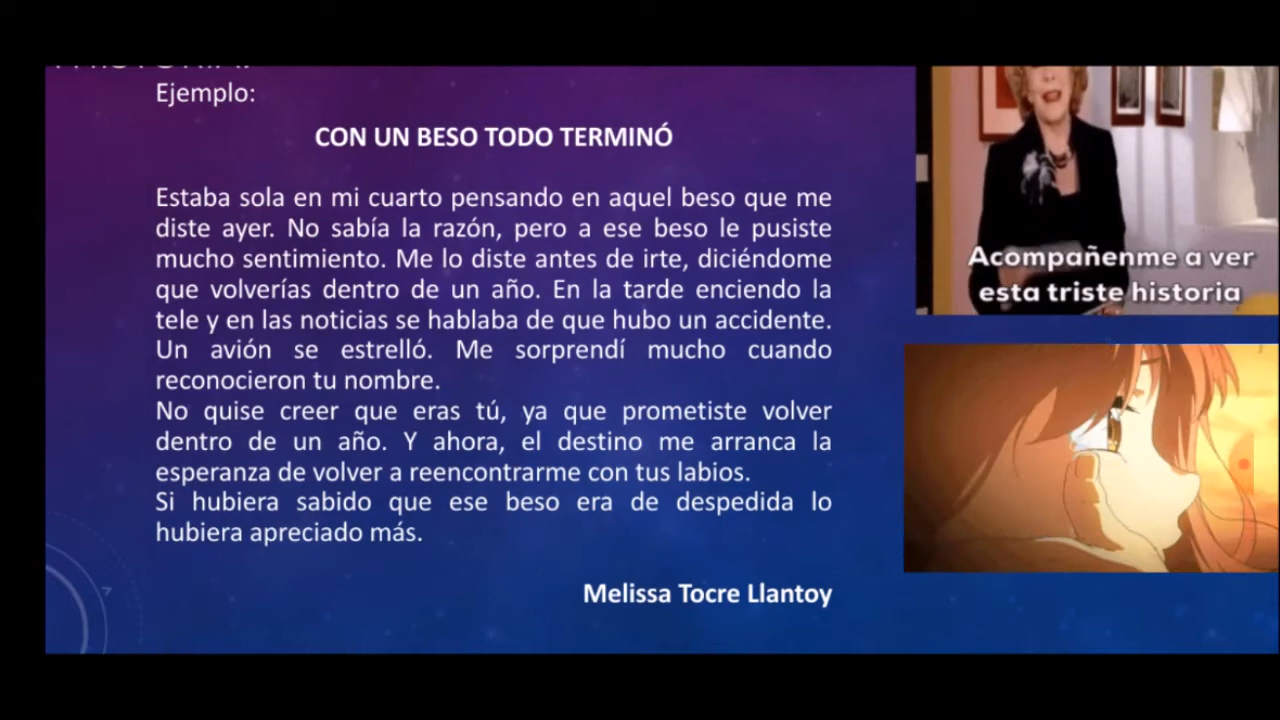 Ejemplo:
CON UN BESO TODO TERMINÓ
Estaba sola en mi cuarto pensando en aquel beso que me
diste ayer. No sabía la razón, pero a ese beso le pusiste
mucho sentimiento. Me lo diste antes de irte, diciéndome
que volverías dentro de un año. En la tarde enciendo la
tele y en las noticias se hablaba de que hubo un accidente.
Un avión se estrelló. Me sorprendí mucho cuando
reconocieron tu nombre.
No quise creer que eras tú, ya que prometiste volver
dentro de un año. Y ahora, el destino me arranca la
esperanza de volver a reencontrarme con tus labios.
Si hubiera sabido que ese beso era de despedida lo
hubiera apreciado más.
Melissa Tocre Llantoy
Acompañenme a ver
esta triste historia